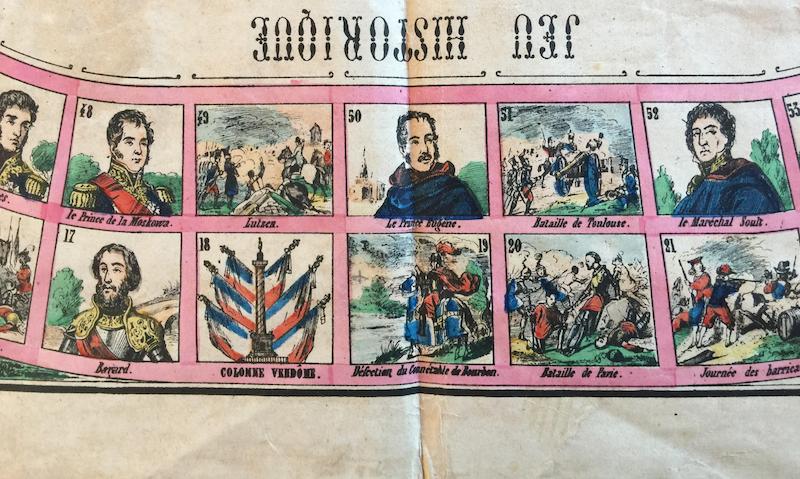 JEU HISTORIQUE
48
49
50
51
52
53
es.
le Prince de la Moskowa.
Lutzen.
Le Prince Eugène.
Bataille de Toulouse.
le Maréchal Soult.
17
18
19
20
21
Bayard.
COLONNE VENDÔME.
Défection du Connétable de Bourbon.
Bataille de Pavie.
Journée des barrica